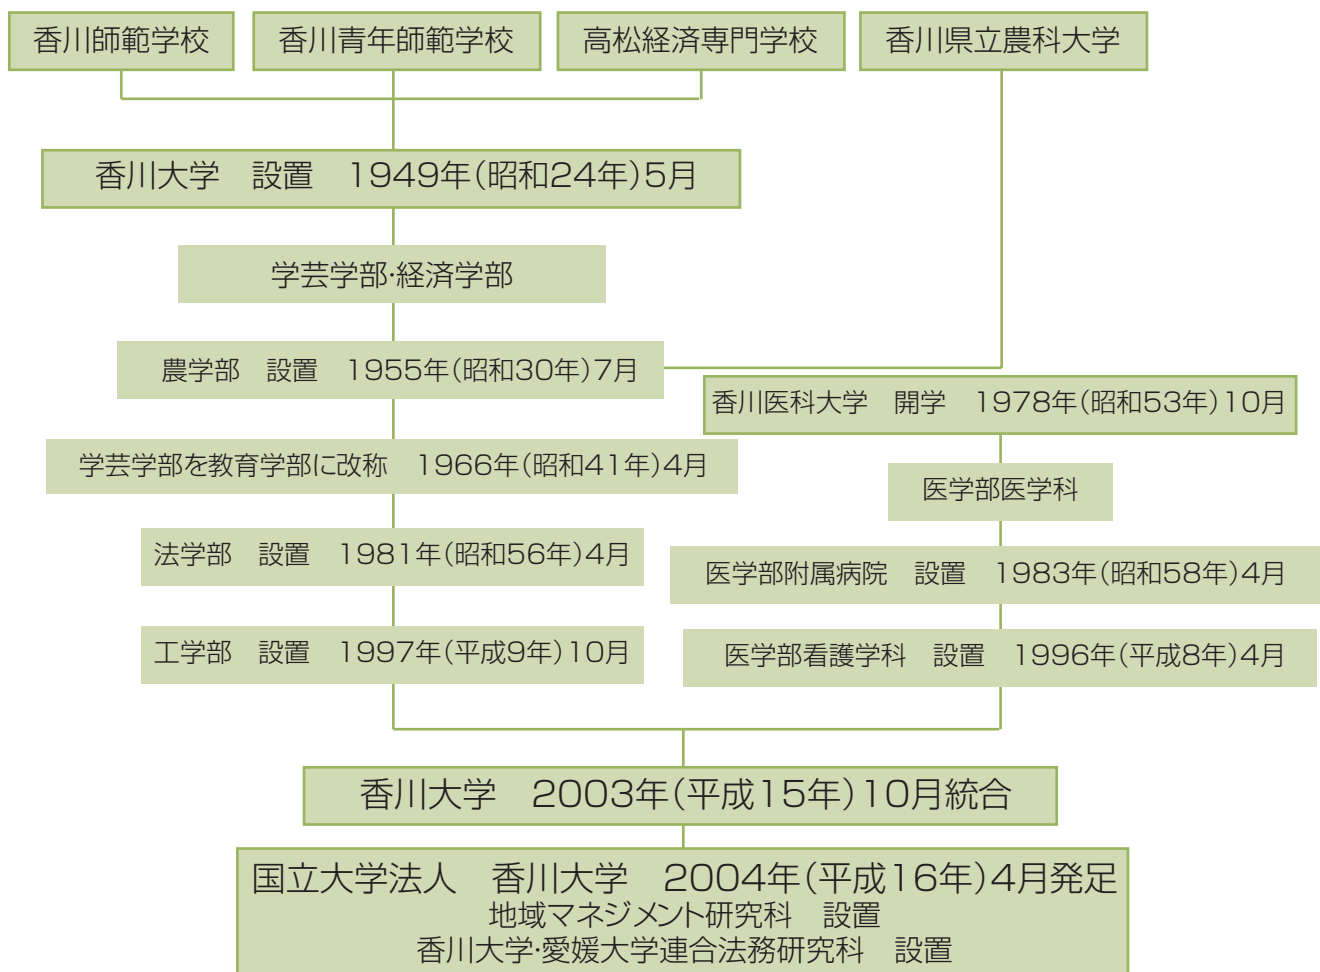 香川師範学校
香川青年師範学校
高松経済専門学校
香川県立農科大学
香川大学　設置　1949年(昭和24年)5月
学芸学部・経済学部
農学部　設置　1955年(昭和30年)7月
香川医科大学　開学　1978年(昭和53年)10月
学芸学部を教育学部に改称　1966年(昭和41年)4月
医学部医学科
法学部　設置　1981年(昭和56年)4月
医学部附属病院　設置　1983年(昭和58年)4月
工学部　設置　1997年(平成9年)10月
医学部看護学科　設置　1996年(平成8年)4月
香川大学　2003年(平成15年)10月統合
国立大学法人　香川大学　2004年(平成16年)4月発足
地域マネジメント研究科　設置
香川大学・愛媛大学連合法務研究科　設置